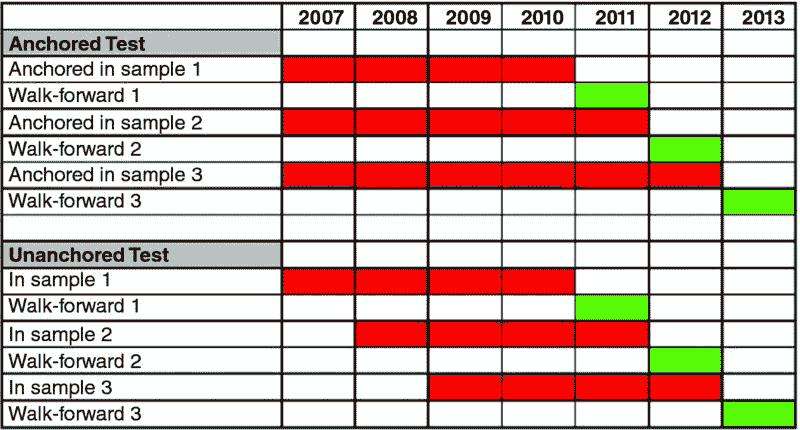 2007 2008 2009 2010 2011 2012 2013
Anchored Test
Anchored in sample 1
Walk-forward 1
Anchored in sample 2
Walk-forward 2
Anchored in sample 3
Walk-forward 3
Unanchored Test
In sample 1
Walk-forward 1
In sample 2
Walk-forward 2
In sample 3
Walk-forward 3